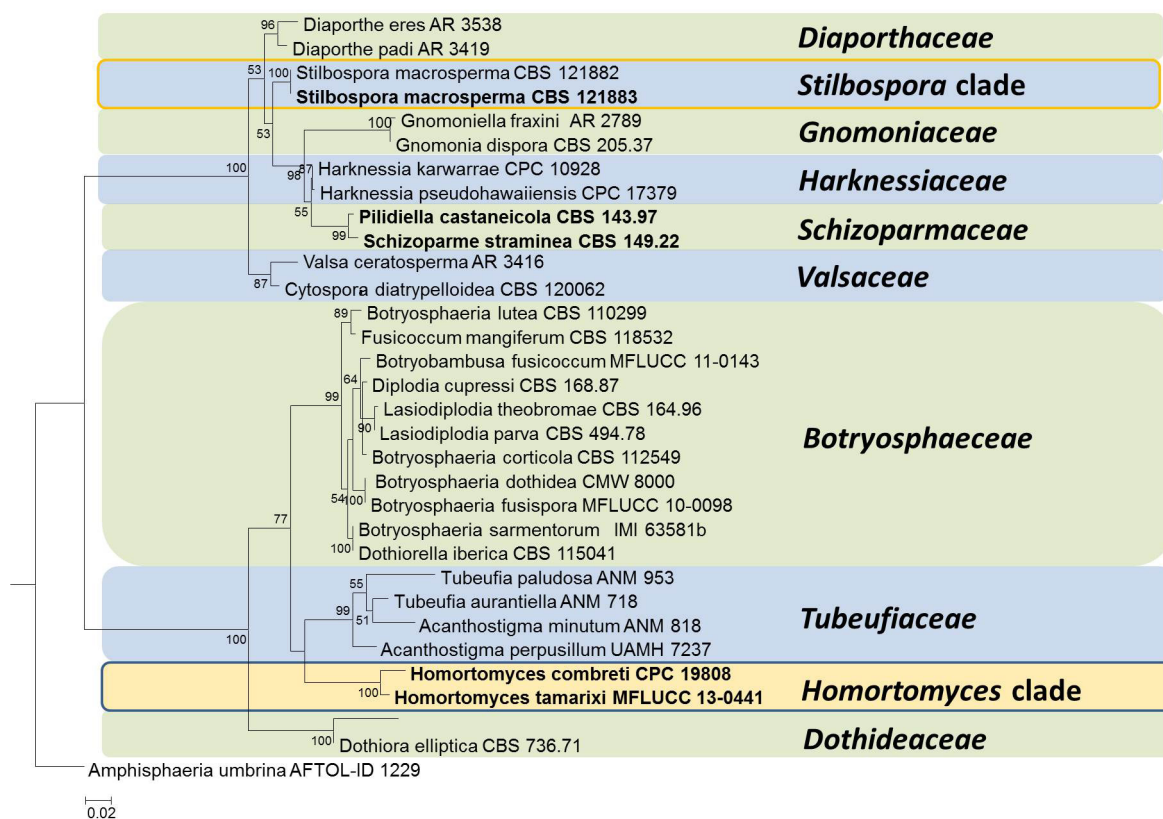 96
Diaporthe eres AR 3538
Diaporthe padi AR 3419
Diaporthaceae
53
100
Stilbospora macrosperma CBS 121882
Stilbospora macrosperma CBS 121883
Stilbospora clade
53
100
Gnomoniella fraxini AR 2789
Gnomonia dispora CBS 205.37
Gnomoniaceae
100
98
87
Harknessia karwarrae CPC 10928
Harknessia pseudohawaiiensis CPC 17379
Harknessiaceae
55
Pilidiella castaneicola CBS 143.97
99
Schizoparme straminea CBS 149.22
Schizoparmaceae
Valsa ceratosperma AR 3416
87
Cytospora diatrypelloidea CBS 120062
Valsaceae
89
Botryosphaeria lutea CBS 110299
Fusicoccum mangiferum CBS 118532
Botryobambusa fusicoccum MFLUCC 11-0143
64
Diplodia cupressi CBS 168.87
99
Lasiodiplodia theobromae CBS 164.96
90
Lasiodiplodia parva CBS 494.78
Botryosphaeceae
Botryosphaeria corticola CBS 112549
Botryosphaeria dothidea CMW 8000
54
100
Botryosphaeria fusispora MFLUCC 10-0098
77
Botryosphaeria sarmentorum IMI 63581b
100
Dothiorella iberica CBS 115041
55
Tubeufia paludosa ANM 953
99
Tubeufia aurantiella ANM 718
51
Acanthostigma minutum ANM 818
Tubeufiaceae
100
Acanthostigma perpusillum UAMH 7237
Homortomyces combreti CPC 19808
100
Homortomyces tamarixi MFLUCC 13-0441
Homortomyces clade
100
Dothiora elliptica CBS 736.71
Dothideaceae
Amphisphaeria umbrina AFTOL-ID 1229
0.02